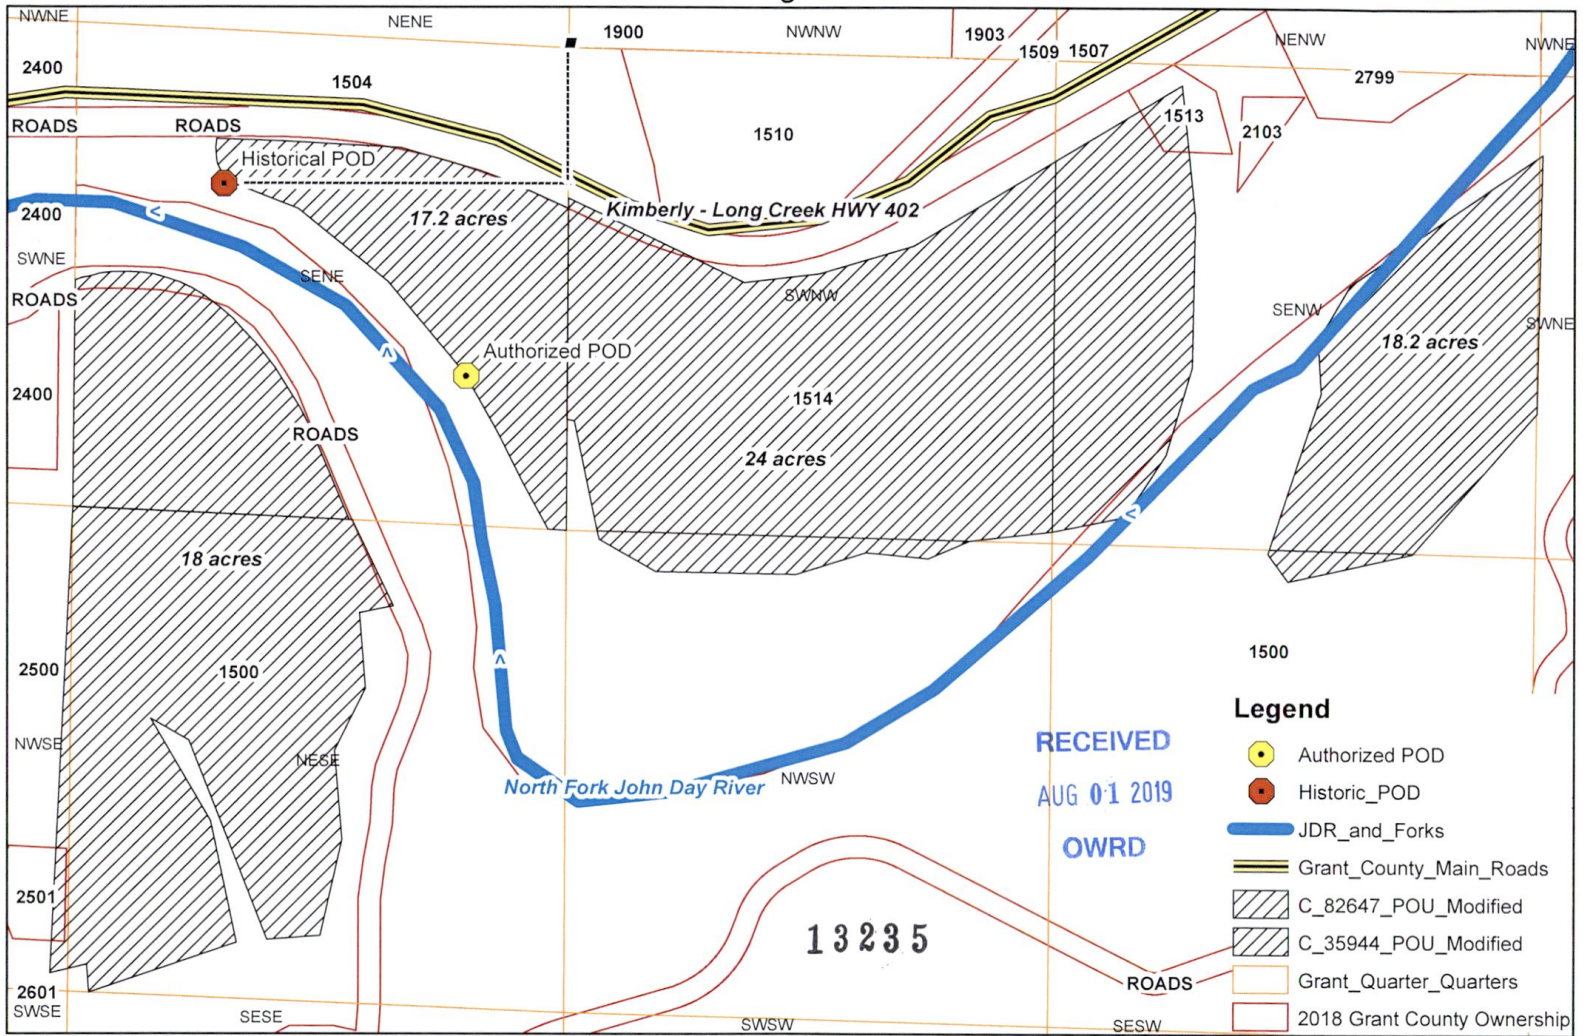 NWNE
NENE
1900
NWNW
1903
1509
1507
NENW
NWNE
2400
1504
2799
ROADS
ROADS
1510
1513
2103
Historical POD
2400
17.2 acres
Kimberly - Long Creek HWY 402
SWNE
SENE
SWNW
SENW
SWNE
ROADS
18.2 acres
Authorized POD
2400
1514
ROADS
24 acres
18 acres
2500
1500
1500
NWSE
NESE
North Fork John Day River
NWSW
RECEIVED
AUG 01 2019
OWRD
2501
13235
ROADS
2601
SWSE
SESE
SWSW
SESW
Legend
Authorized POD
Historic_POD
JDR_and_Forks
Grant_County_Main_Roads
C_82647_POU_Modified
C_35944_POU_Modified
Grant_Quarter_Quarters
2018 Grant County Ownership